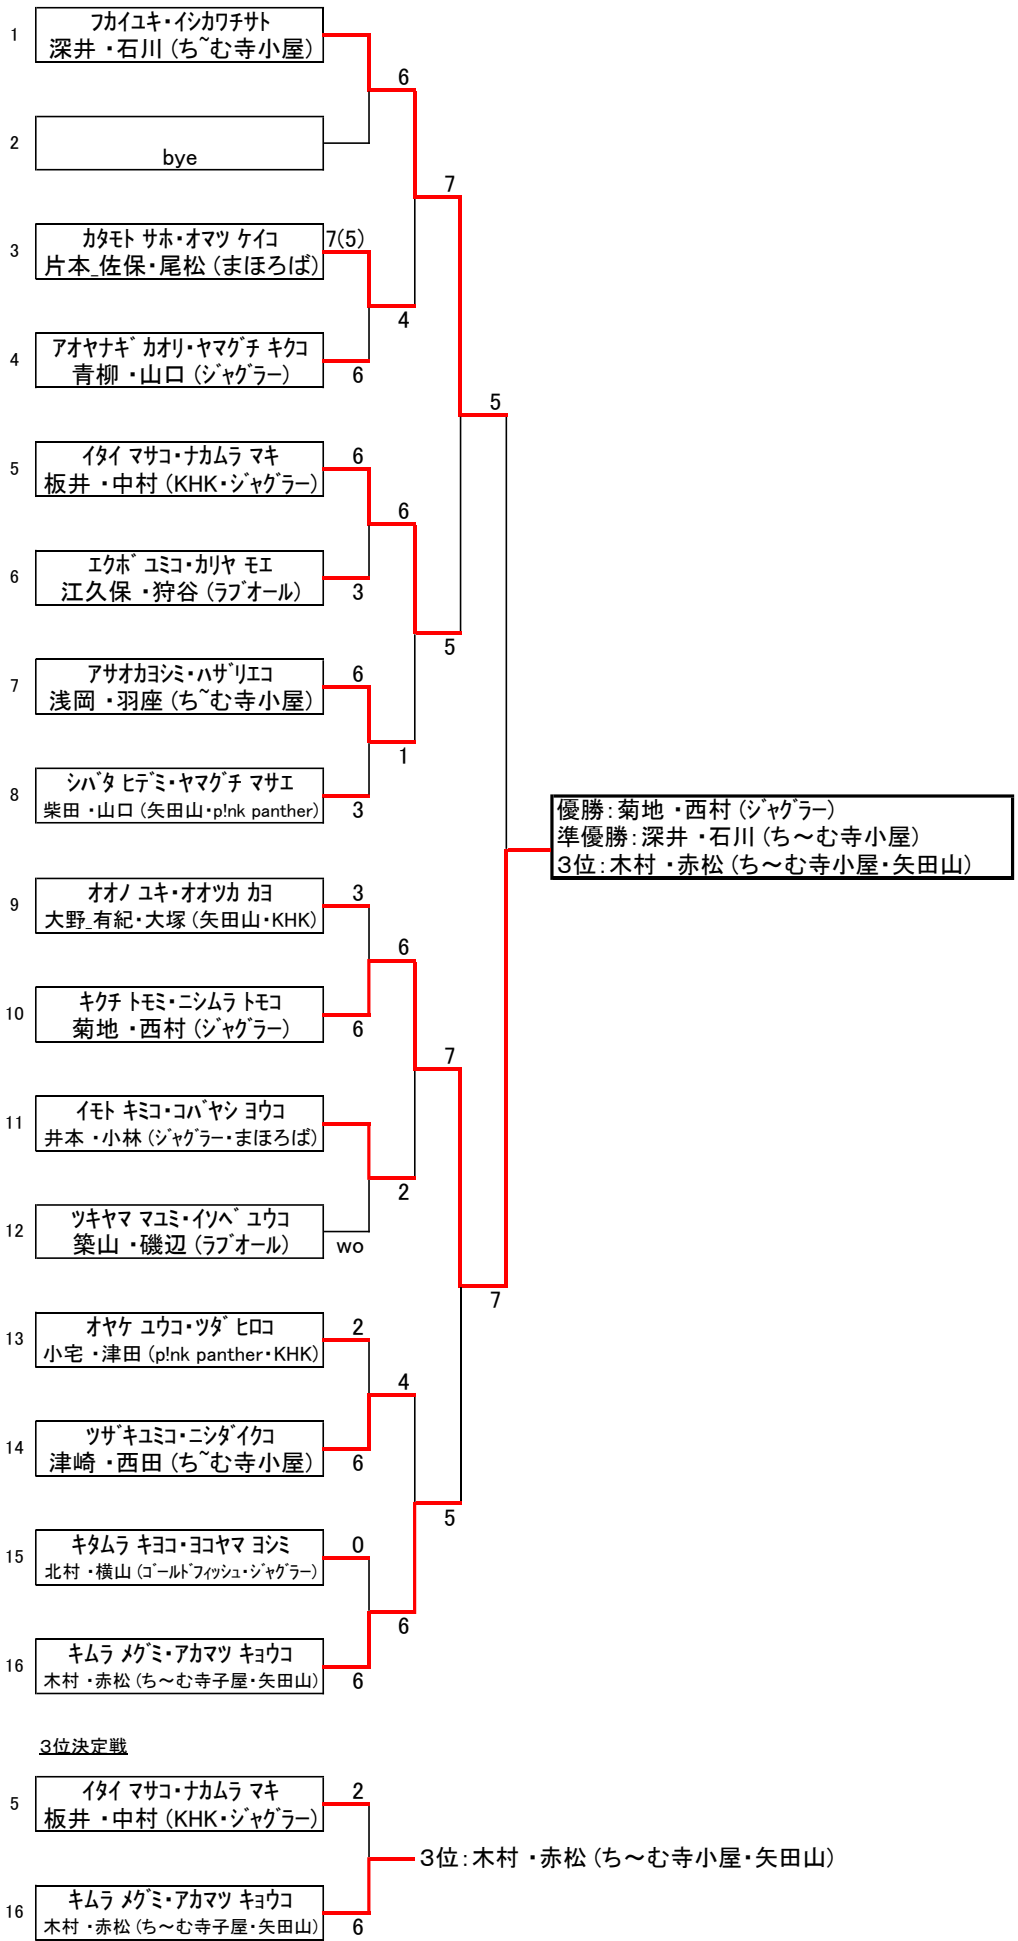 1
ﾌｶｲﾕｷ・ｲｼｶﾜﾁｻﾄ
深井 ・石川 (ち~む寺小屋)
6
2
bye
7
3
ｶﾀﾓﾄ ｻﾎ・ｵﾏﾂ ｹｲｺ
片本_佐保・尾松 (まほろば)
7(5)
4
4
ｱｵﾔﾅｷﾞ ｶｵﾘ・ﾔﾏｸﾞﾁ ｷｸｺ
青柳 ・山口 (ｼﾞｬｸﾞﾗｰ)
6
5
5
ｲﾀｲ ﾏｻｺ・ﾅｶﾑﾗ ﾏｷ
板井 ・中村 (KHK・ｼﾞｬｸﾞﾗｰ)
6
6
6
ｴｸﾎﾞ ﾕﾐｺ・ｶﾘﾔ ﾓｴ
江久保 ・狩谷 (ﾗﾌﾞｵｰﾙ)
3
5
7
ｱｻｵｶﾖｼﾐ・ﾊｻﾞﾘｴｺ
浅岡 ・羽座 (ち~む寺小屋)
6
1
8
ｼﾊﾞﾀ ﾋﾃﾞﾐ・ﾔﾏｸﾞﾁ ﾏｻｴ
柴田 ・山口 (矢田山・p!nk panther)
3
優勝：菊地 ・西村 (ｼﾞｬｸﾞﾗｰ)
準優勝：深井 ・石川 (ち～む寺小屋)
3位：木村 ・赤松 (ち～む寺小屋・矢田山)
9
ｵｵﾉ ﾕｷ・ｵｵﾂｶ ｶﾖ
大野_有紀・大塚 (矢田山・KHK)
3
6
10
ｷｸﾁ ﾄﾓﾐ・ﾆｼﾑﾗ ﾄﾓｺ
菊地 ・西村 (ｼﾞｬｸﾞﾗｰ)
6
7
11
ｲﾓﾄ ｷﾐｺ・ｺﾊﾞﾔｼ ﾖｳｺ
井本 ・小林 (ｼﾞｬｸﾞﾗｰ・まほろば)
2
12
ﾂｷﾔﾏ ﾏﾕﾐ・ｲｿﾍﾞ ﾕｳｺ
築山 ・磯辺 (ﾗﾌﾞｵｰﾙ)
wo
7
13
ｵﾔｹ ﾕｳｺ・ﾂﾀﾞ ﾋﾛｺ
小宅 ・津田 (p!nk panther・KHK)
2
4
14
ﾂｻﾞｷﾕﾐｺ・ﾆｼﾀﾞｲｸｺ
津崎 ・西田 (ち~む寺小屋)
6
5
15
ｷﾀﾑﾗ ｷﾖｺ・ﾖｺﾔﾏ ﾖｼﾐ
北村 ・横山 (ｺﾞｰﾙﾄﾞﾌｨｯｼｭ・ｼﾞｬｸﾞﾗｰ)
0
6
16
ｷﾑﾗ ﾒｸﾞﾐ・ｱｶﾏﾂ ｷｮｳｺ
木村 ・赤松 (ち～む寺子屋・矢田山)
6
3位決定戦
5
ｲﾀｲ ﾏｻｺ・ﾅｶﾑﾗ ﾏｷ
板井 ・中村 (KHK・ｼﾞｬｸﾞﾗｰ)
2
3位：木村 ・赤松 (ち～む寺小屋・矢田山)
16
ｷﾑﾗ ﾒｸﾞﾐ・ｱｶﾏﾂ ｷｮｳｺ
木村 ・赤松 (ち～む寺子屋・矢田山)
6